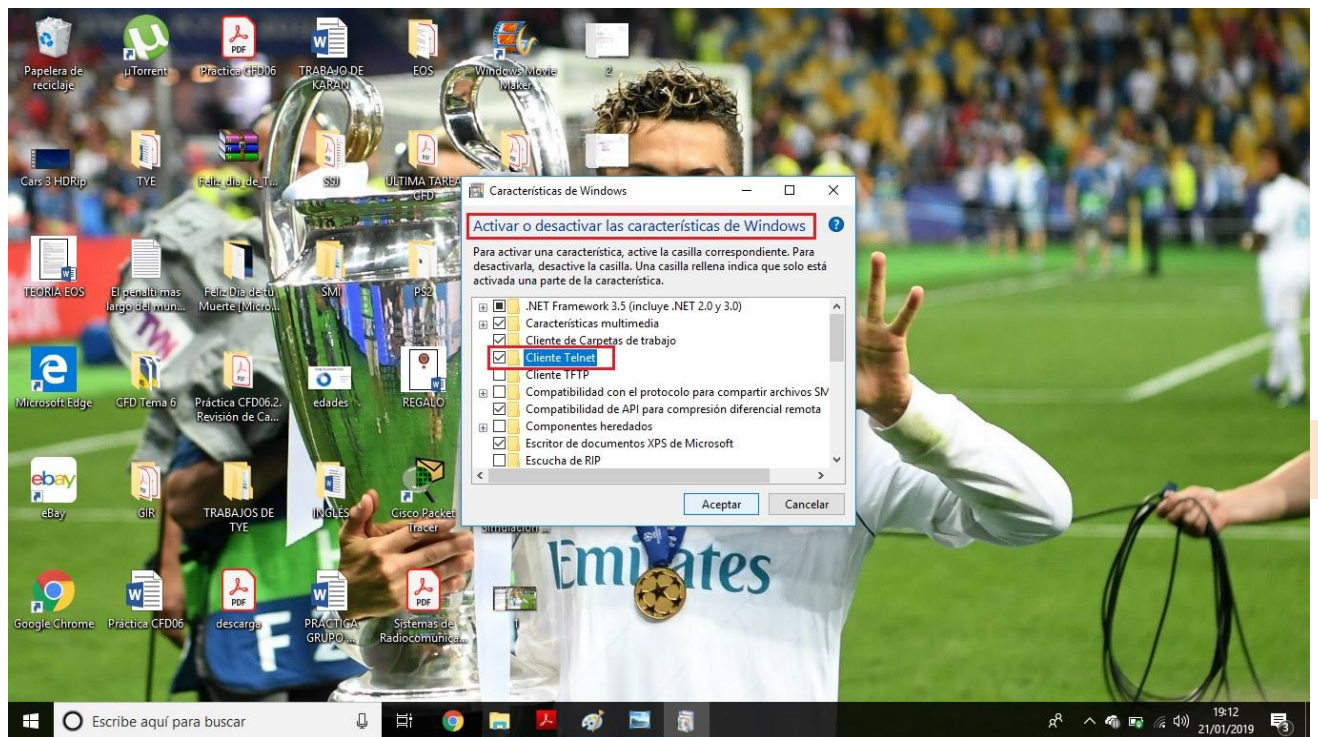 Papelera de
reciclaje
µTorrent
Practica CFD06
TRABAJO DE
KARAN
EOS
Windows Movie
Maker
2
Cars 3 HDRip
TYE
Feliz_dia_de_T...
SSJ
ULTIMA TAREA
CFD
TEORIA EOS
El penalti mas
largo del mun...
Feliz Dia de tu
Muerte [Micro...
SMI
PS2
Microsoft Edge
CFD Tema 6
Práctica CFD06.2.
Revisión de Ca...
edades
REGALO
ebay
eBay
GIR
TRABAJOS DE
TYE
INGLES
Cisco Packet
Tracer
Simulacion ...
Google Chrome
Práctica CFD06
descarga
PRACTICA
GRUPO ...
Sistemas de
Radiocomunica...
1
Características de Windows
Activar o desactivar las características de Windows
Para activar una característica, active la casilla correspondiente. Para
desactivarla, desactive la casilla. Una casilla rellena indica que solo está
activada una parte de la característica.
.NET Framework 3.5 (incluye .NET 2.0 y 3.0)
Características multimedia
Cliente de Carpetas de trabajo
Cliente Telnet
Cliente TFTP
Compatibilidad con el protocolo para compartir archivos SM
Compatibilidad de API para compresión diferencial remota
Componentes heredados
Escritor de documentos XPS de Microsoft
Escucha de RIP
Aceptar
Cancelar
Emirates
Escribe aquí para buscar
19:12
21/01/2019
3